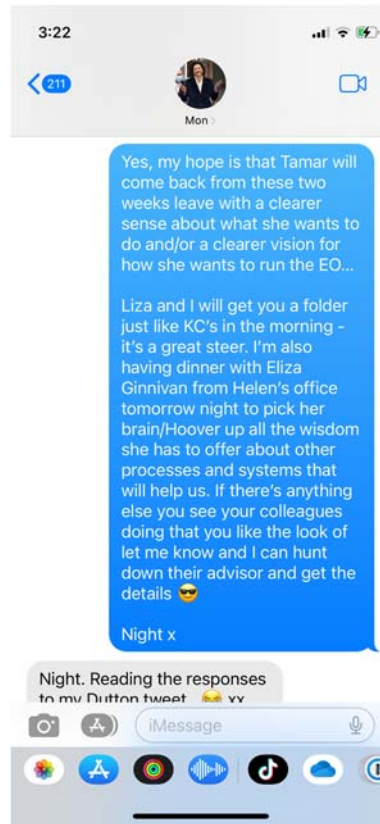 3:22
211
Mon
Yes, my hope is that Tamar will
come back from these two
weeks leave with a clearer
sense about what she wants to
do and/or a clearer vision for
how she wants to run the EO...
Liza and I will get you a folder
just like KC's in the morning -
it's a great steer. I'm also
having dinner with Eliza
Ginnivan from Helen's office
tomorrow night to pick her
brain/Hoover up all the wisdom
she has to offer about other
processes and systems that
will help us. If there's anything
else you see your colleagues
doing that you like the look of
let me know and I can hunt
down their advisor and get the
details 😎
Night x
Night. Reading the responses
to my Dutton tweet... 😂 xx
iMessage